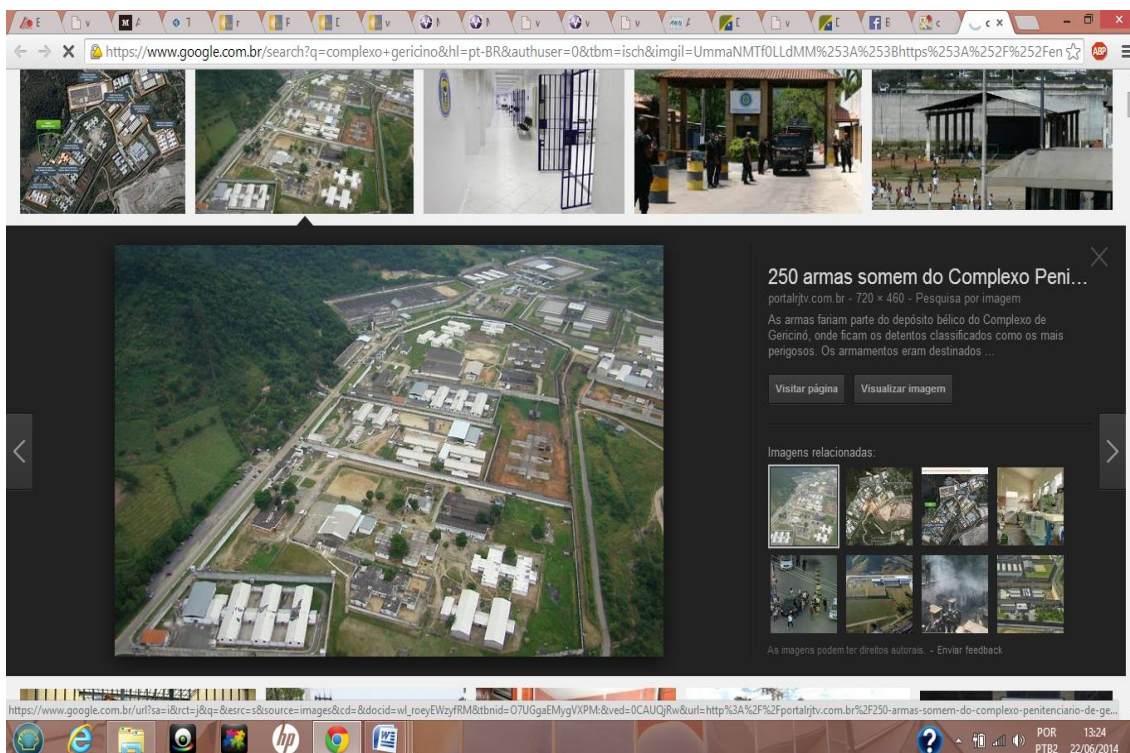 https://www.google.com.br/search?q=complexo+gericino&hl=pt-BR&authuser=0&tbm=isch&imgil=UmmaNMTf0LLdMM%253A%253Bhttps%253A%252F%252Fen
ABP
250 armas somem do Complexo Peni...
portalrjtv.com.br - 720 × 460 - Pesquisa por imagem
As armas fariam parte do depósito bélico do Complexo de
Gericinó, onde ficam os detentos classificados como os mais
perigosos. Os armamentos eram destinados ...
Visitar página
Visualizar imagem
Imagens relacionadas:
As imagens podem ter direitos autorais. - Enviar feedback
https://www.google.com.br/url?sa=i&rct=j&q=&esrc=s&source=images&cd=&docid=wl_roeyEWzyfRM&tbnid=O7UGgaEMygVXPM:&ved=0CAUQjRw&url=http%3A%2F%2Fportalrjtv.com.br%2F250-armas-somem-do-complexo-penitenciario-de-ge...
hp
POR 13:24
PTB2 22/06/2014